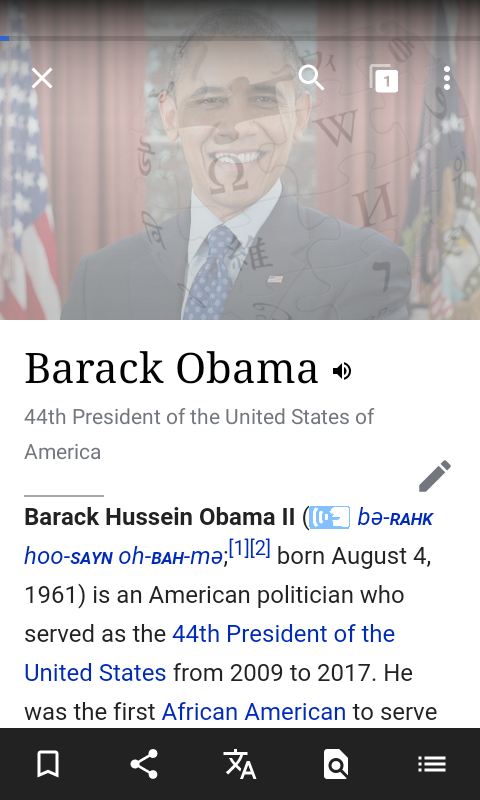 1
Ω
W
И
維
7
Barack Obama
44th President of the United States of
America
Barack Hussein Obama II ( bə-RAHK
hoo-SAYN oh-BAH-mə;[1][2] born August 4,
1961) is an American politician who
served as the 44th President of the
United States from 2009 to 2017. He
was the first African American to serve